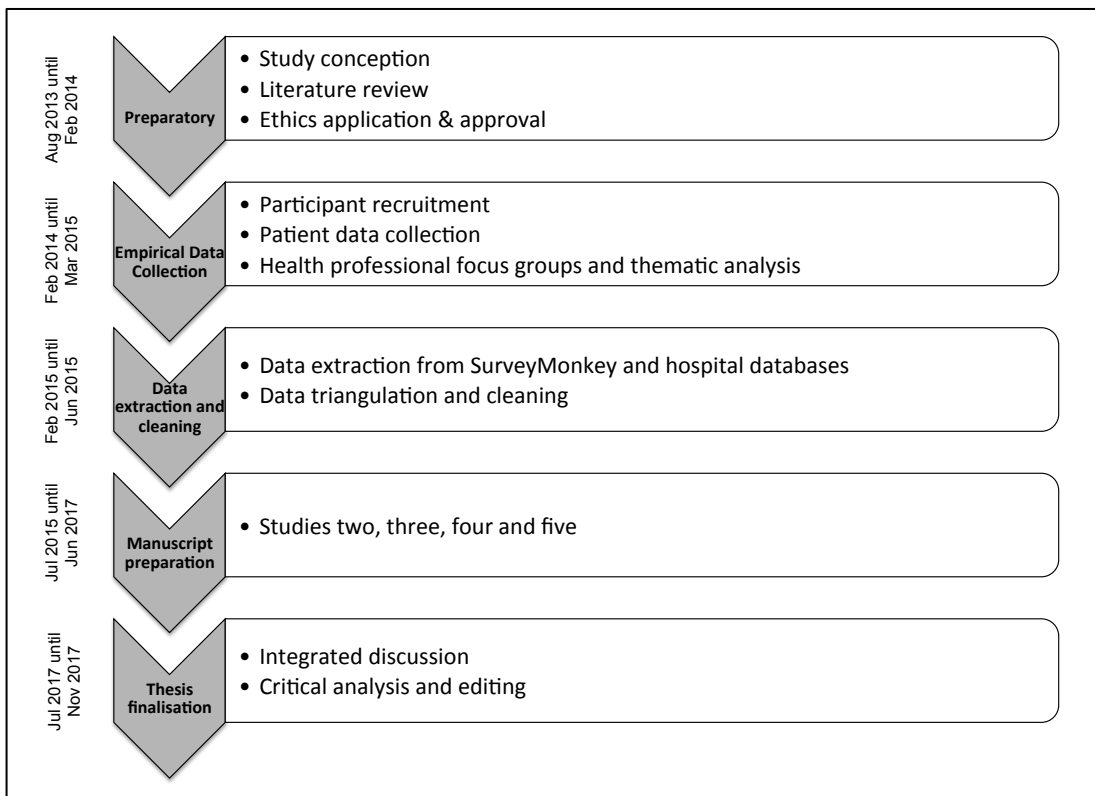 Aug 2013 until
Feb 2014
Preparatory
• Study conception
• Literature review
• Ethics application & approval
Feb 2014 until
Mar 2015
Empirical Data
Collection
• Participant recruitment
• Patient data collection
• Health professional focus groups and thematic analysis
Feb 2015 until
Jun 2015
Data
extraction and
cleaning
• Data extraction from SurveyMonkey and hospital databases
• Data triangulation and cleaning
Jul 2015 until
Jun 2017
Manuscript
preparation
• Studies two, three, four and five
Jul 2017 until
Nov 2017
Thesis
finalisation
• Integrated discussion
• Critical analysis and editing